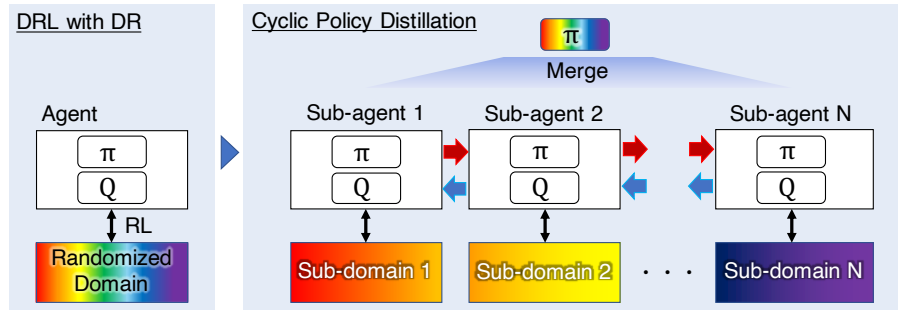 DRL with DR
Agent
π
Q
RL
Randomized
Domain
Cyclic Policy Distillation
π
Merge
Sub-agent 1
Sub-agent 2
Sub-agent N
π
π
π
Q
Q
Q
Sub-domain 1
Sub-domain 2
· · ·
Sub-domain N